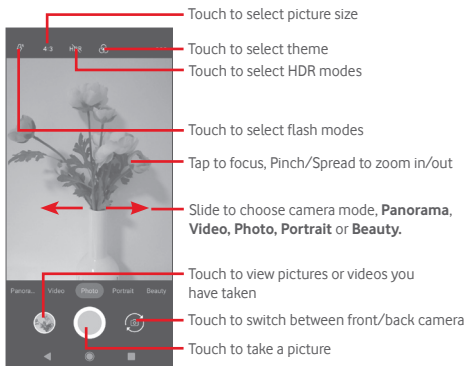 Touch to select picture size
4:3
HDR
Touch to select theme
Touch to select HDR modes
Touch to select flash modes
Tap to focus, Pinch/Spread to zoom in/out
Slide to choose camera mode, Panorama,
Video, Photo, Portrait or Beauty.
Touch to view pictures or videos you
have taken
Panora... Video Photo Portrait Beauty
Touch to switch between front/back camera
Touch to take a picture